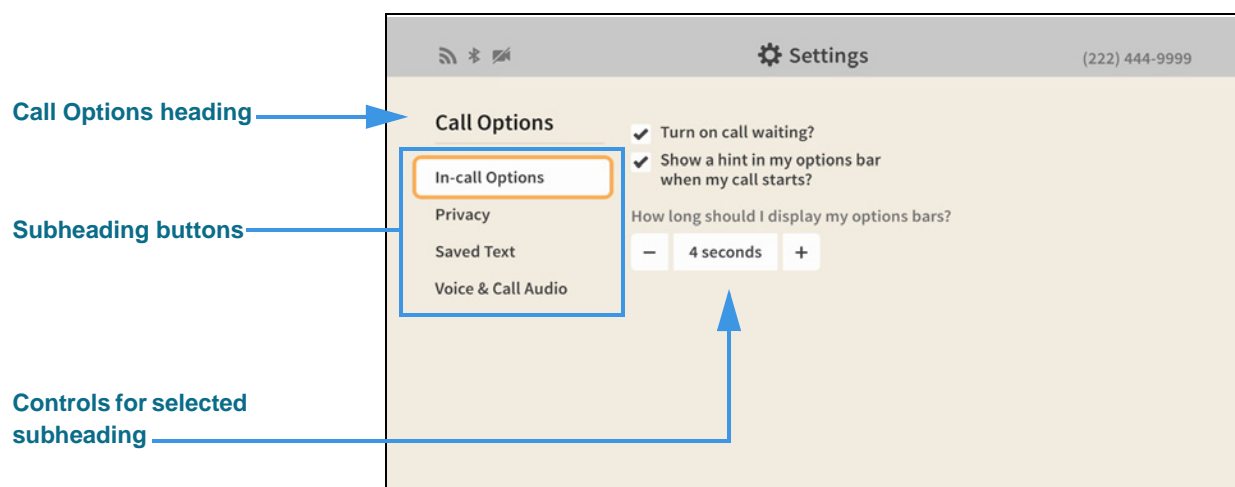 Settings
(222) 444-9999
Call Options heading
Call Options
Turn on call waiting?
Show a hint in my options bar
when my call starts?
In-call Options
Privacy
How long should I display my options bars?
Subheading buttons
Saved Text
− 4 seconds +
Voice & Call Audio
Controls for selected
subheading